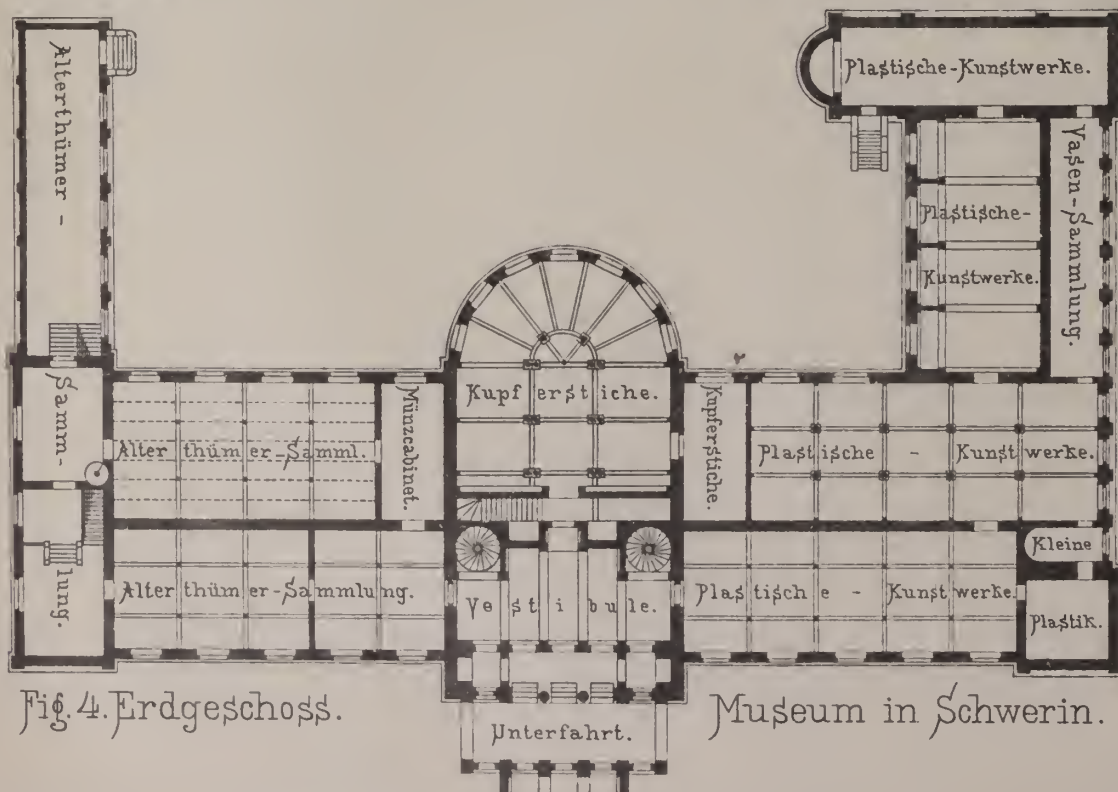 Alterthümer-
Samm-
lung.
Plastische-Kunstwerke.
Plastische-
Kunstwerke.
Vasen-Sammlung.
Kupferstiche.
Münzcabinet.
Kupferstiche.
Alterthümer-Samml.
Plastische - Kunstwerke.
Alterthümer-Sammlung.
Vestibule.
Plastische - Kunstwerke.
Kleine
Plastik.
Unterfahrt.
Fig. 4. Erdgeschoss.
Museum in Schwerin.